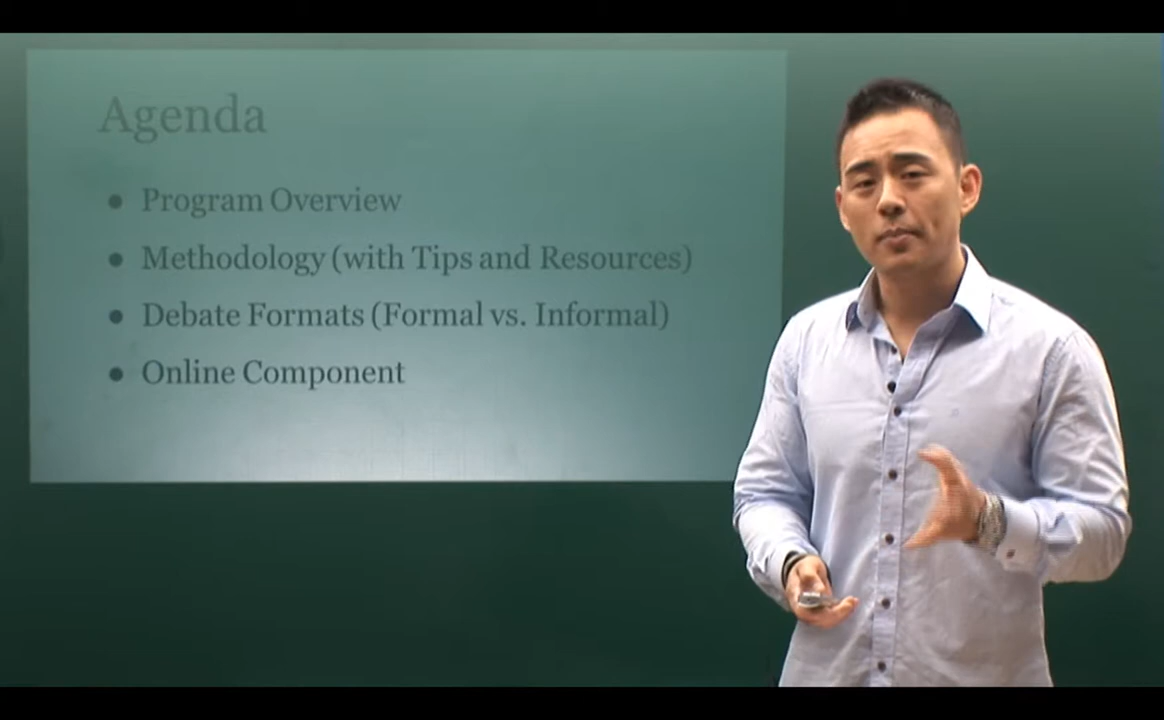 Agenda
● Program Overview
● Methodology (with Tips and Resources)
● Debate Formats (Formal vs. Informal)
● Online Component